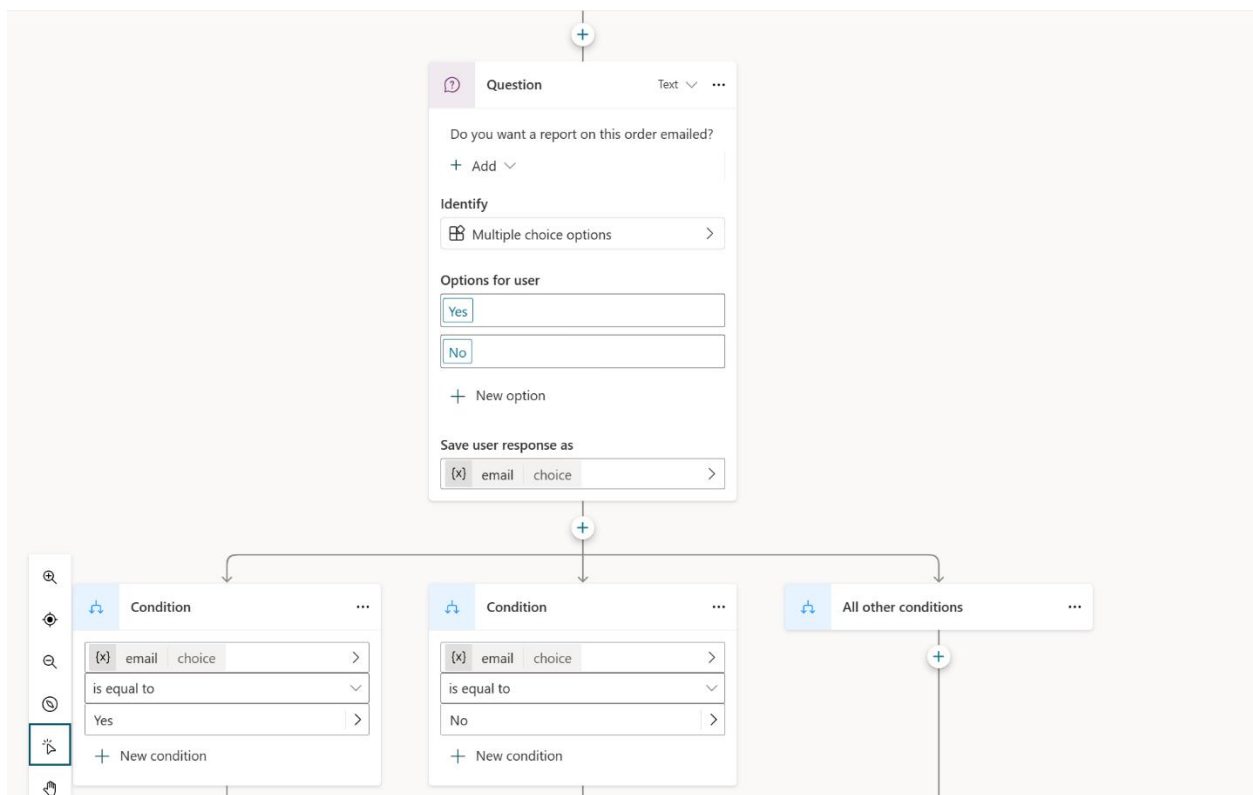 Question Text
Do you want a report on this order emailed?
+ Add
Identify
Multiple choice options
Options for user
Yes
No
+ New option
Save user response as
{x} email choice
Condition
{x} email choice
is equal to
Yes
+ New condition
Condition
{x} email choice
is equal to
No
+ New condition
All other conditions